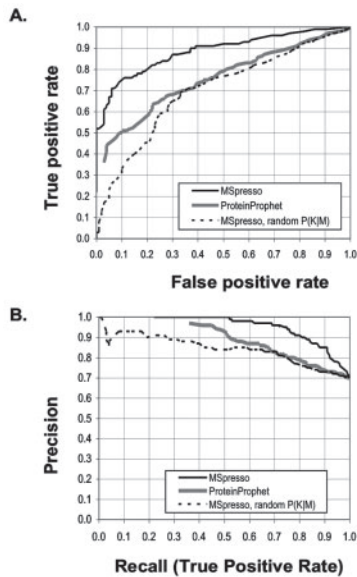 A.
True positive rate
1.0
0.9
0.8
0.7
0.6
0.5
0.4
0.3
0.2
0.1
0.0
MSpresso
ProteinProphet
MSpresso, random P(K|M)
0.0 0.1 0.2 0.3 0.4 0.5 0.6 0.7 0.8 0.9 1.0
False positive rate
B.
Precision
1.0
0.9
0.8
0.7
0.6
0.5
0.4
0.3
0.2
0.1
0.0
MSpresso
ProteinProphet
MSpresso, random P(K|M)
0.0 0.1 0.2 0.3 0.4 0.5 0.6 0.7 0.8 0.9 1.0
Recall (True Positive Rate)